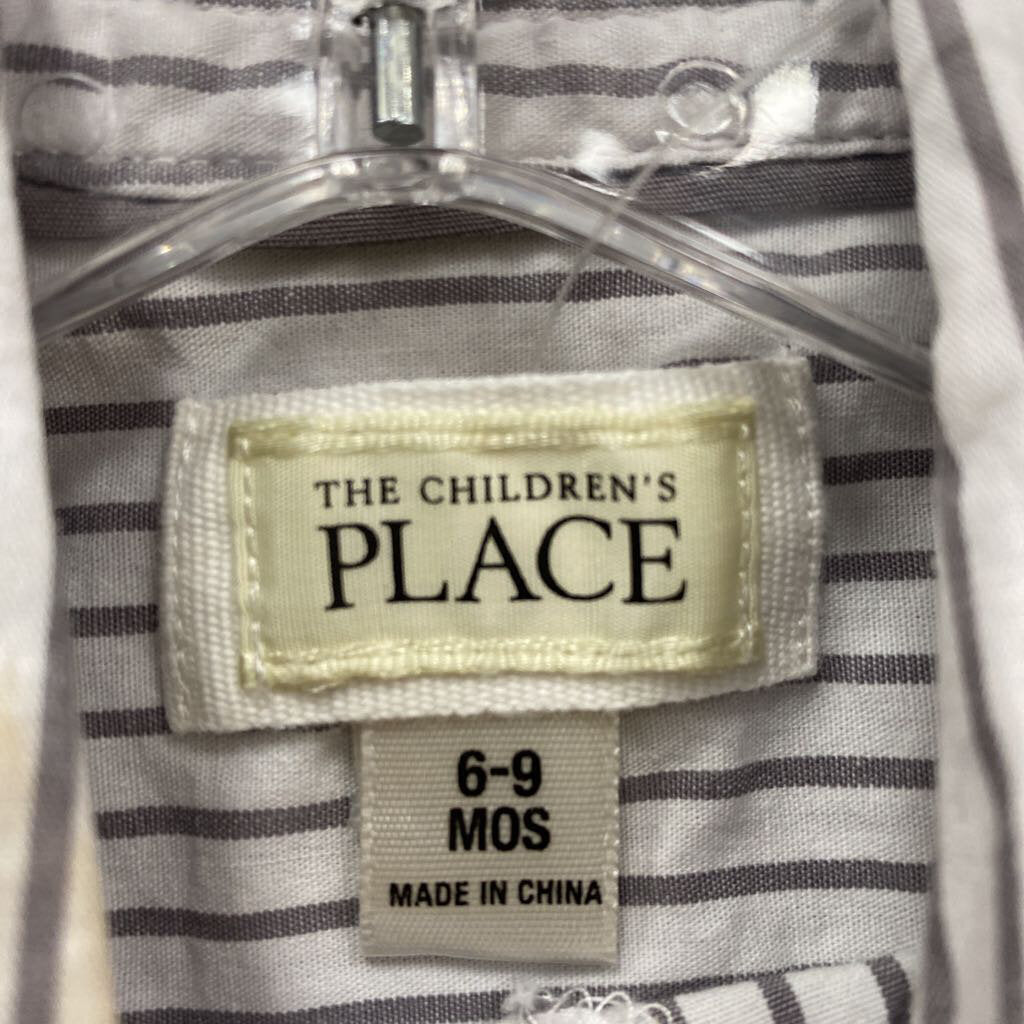 THE CHILDREN'S
PLACE
6-9
MOS
MADE IN CHINA